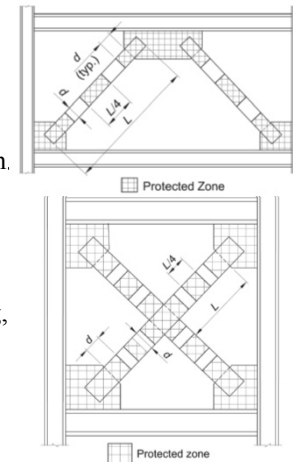 d
(typ.)
d
L/4
L
n.
Protected Zone
L/4
L
;,
d
d
Protected zone